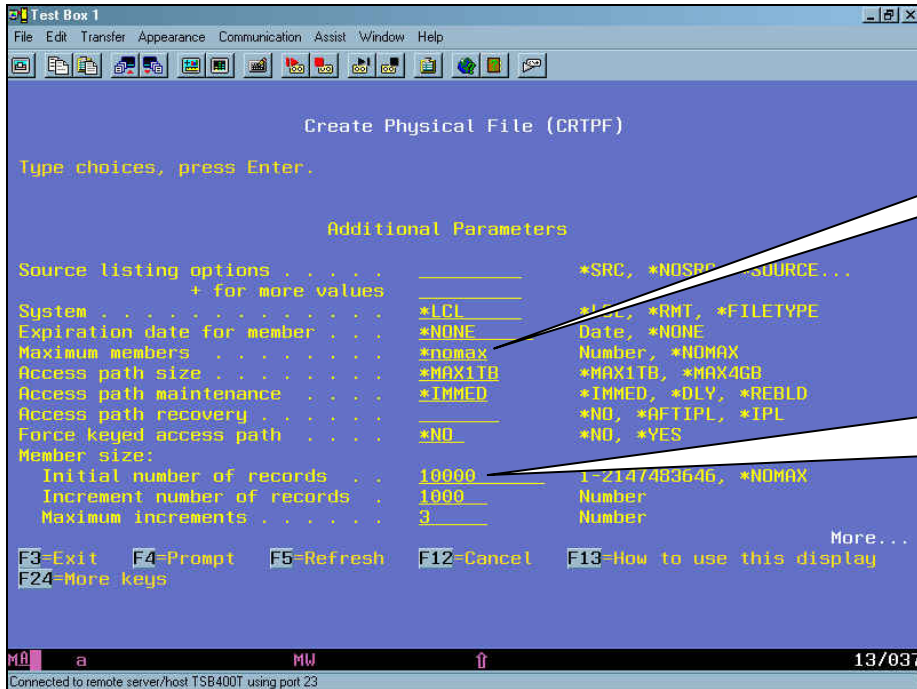 Test Box 1
File Edit Transfer Appearance Communication Assist Window Help
Create Physical File (CRTPF)
Type choices, press Enter.
Additional Parameters
Source listing options . . . . . *SRC, *NOSRC, *SOURCE...
+ for more values
System . . . . . . . . . . . . . *LCL *LCL, *RMT, *FILETYPE
Expiration date for member . . . *NONE Date, *NONE
Maximum members . . . . . . . . *nomax Number, *NOMAX
Access path size . . . . . . . . *MAX1TB *MAX1TB, *MAX4GB
Access path maintenance . . . . *IMMED *IMMED, *DLY, *REBLD
Access path recovery . . . . . . *NO, *AFTIPL, *IPL
Force keyed access path . . . . *NO *NO, *YES
Member size:
Initial number of records . . 10000 1-2147483646, *NOMAX
Increment number of records . 1000 Number
Maximum increments . . . . . . 3 Number
More...
F3=Exit F4=Prompt F5=Refresh F12=Cancel F13=How to use this display
F24=More keys
MA a MW 13/037
Connected to remote server/host TSB400T using port 23